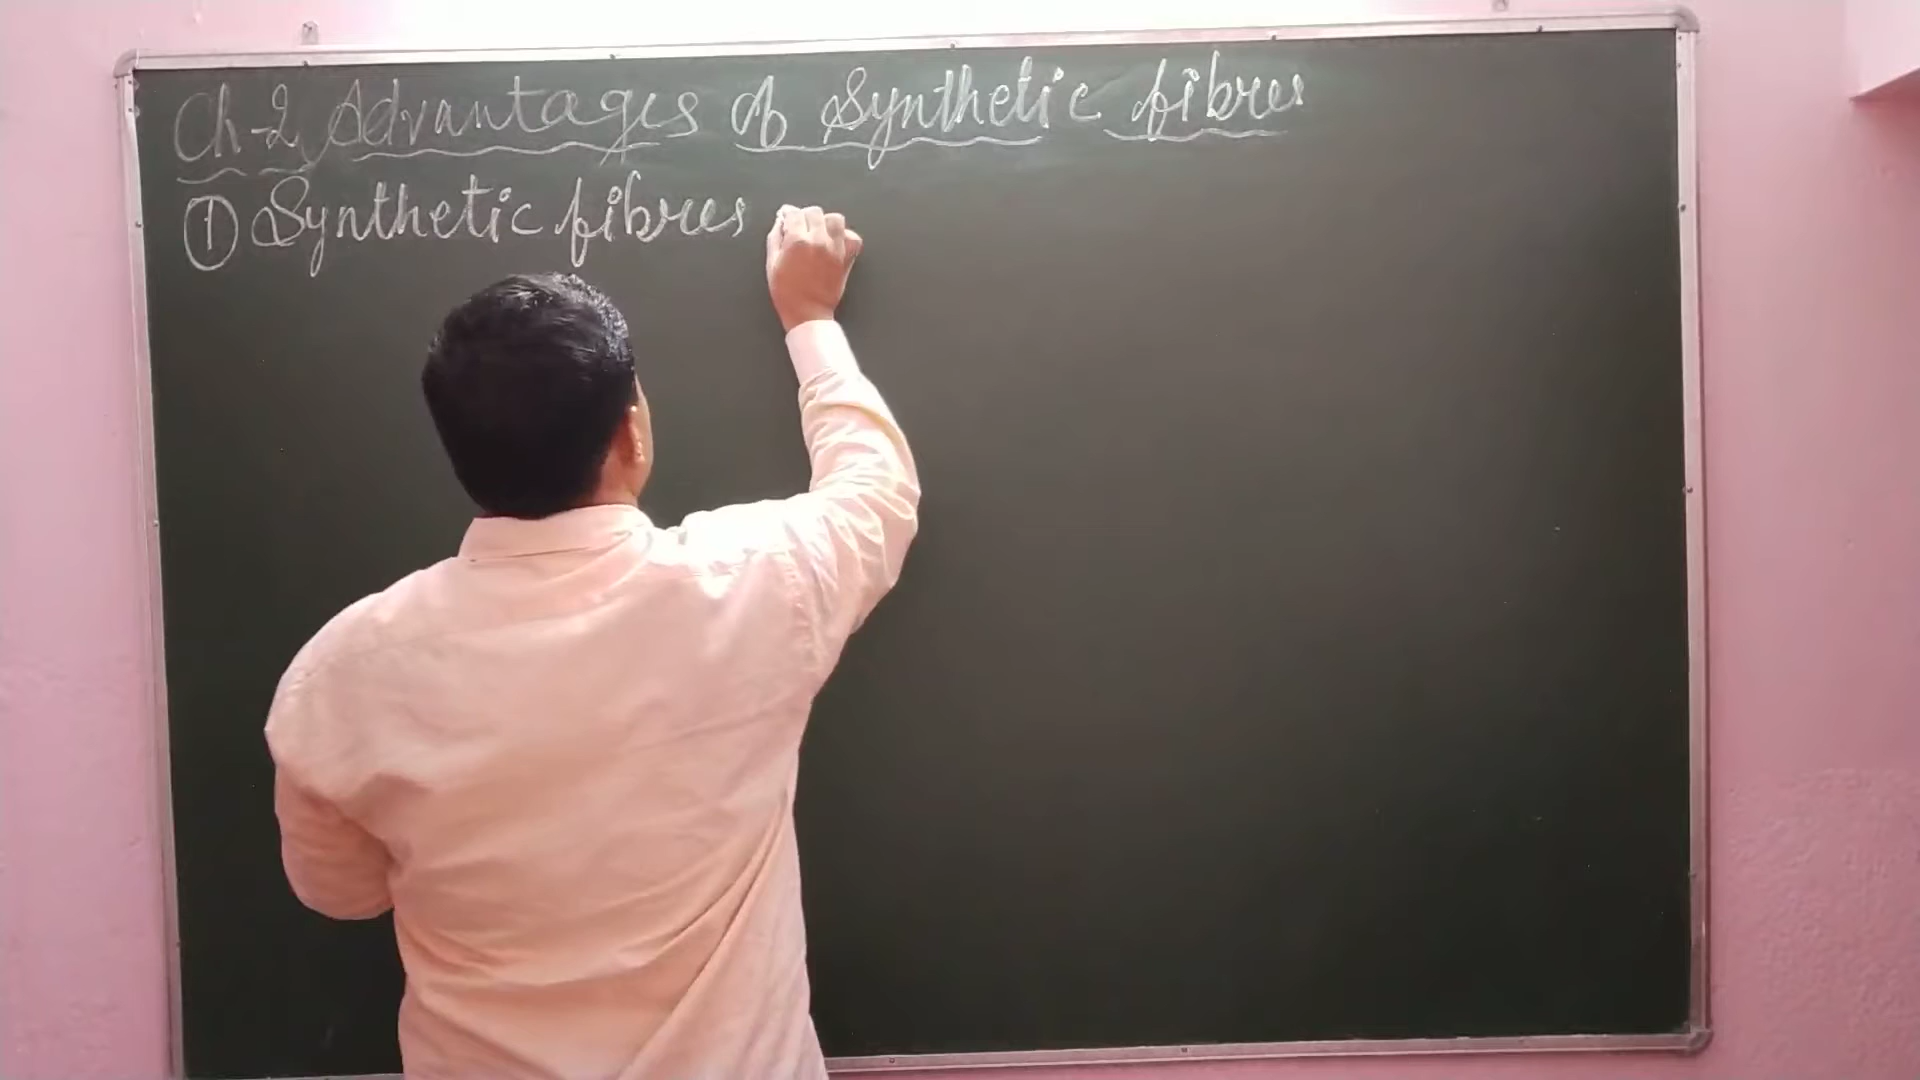 Ch-2, Advantages of Synthetic fibres
① Synthetic fibres